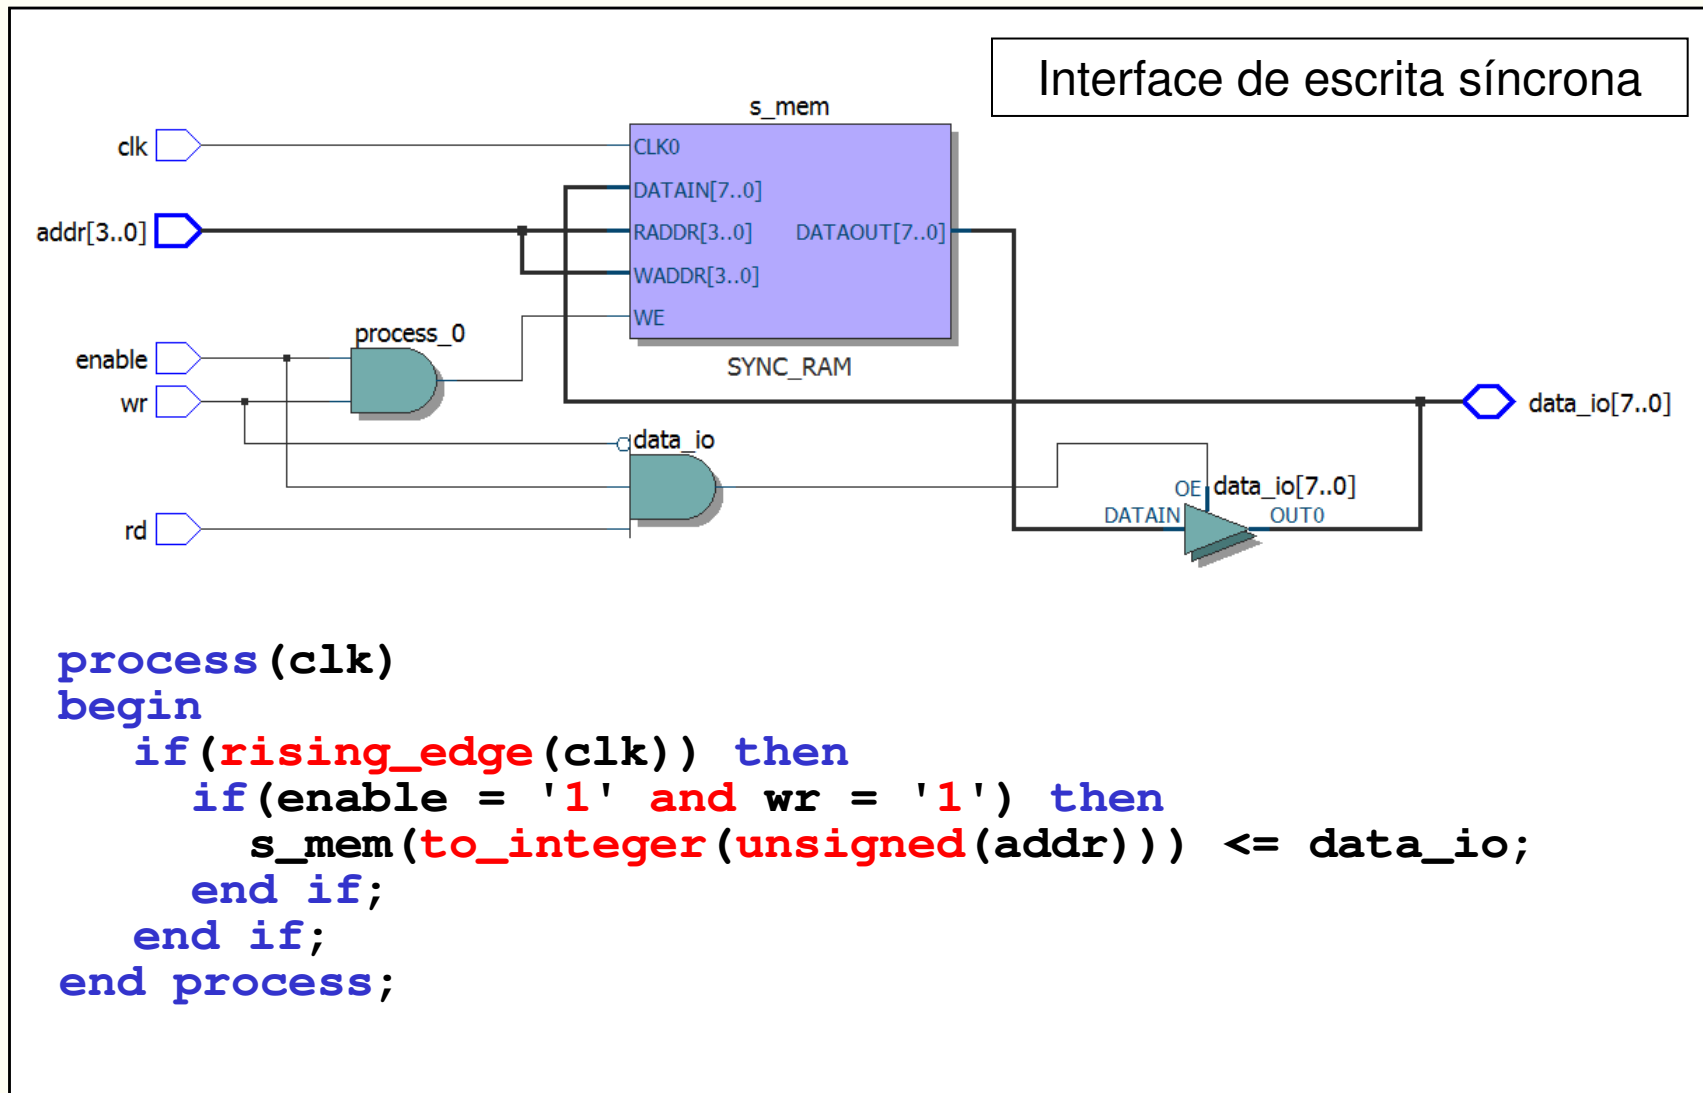 Interface de escrita síncrona
s_mem
clk
CLK0
DATAIN[7..0]
addr[3..0]
RADDR[3..0]
DATAOUT[7..0]
WADDR[3..0]
WE
process_0
enable
SYNC_RAM
wr
data_io[7..0]
data_io
OE
data_io[7..0]
DATAIN
OUT0
rd
process(clk)
begin
if(rising_edge(clk)) then
if(enable = '1' and wr = '1') then
s_mem(to_integer(unsigned(addr))) <= data_io;
end if;
end if;
end process;